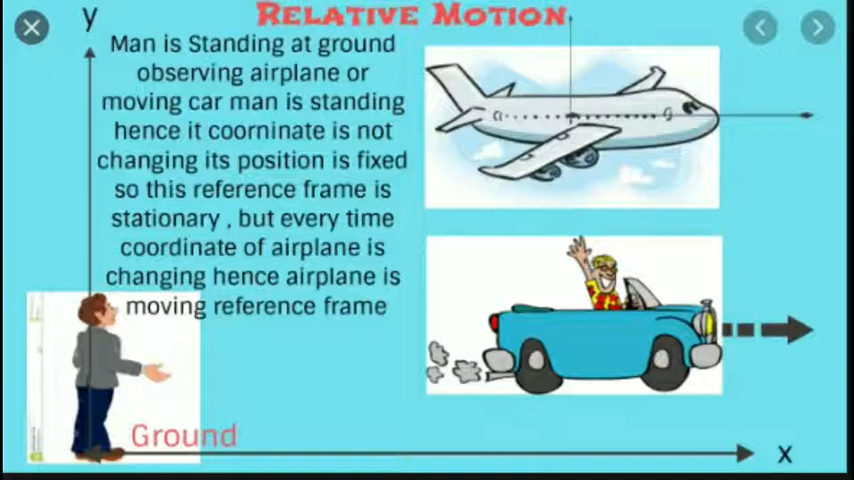 RELATIVE MOTION
y
Man is Standing at ground
observing airplane or
moving car man is standing
hence it coorninate is not
changing its position is fixed
so this reference frame is
stationary , but every time
coordinate of airplane is
changing hence airplane is
moving reference frame
Ground
x